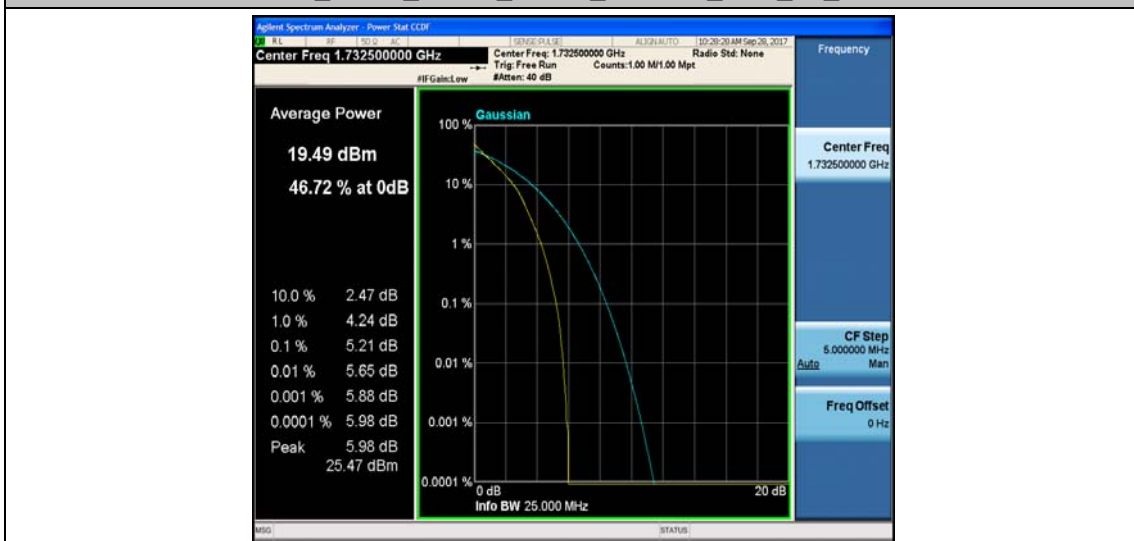 Agilent Spectrum Analyzer - Power Stat CCDF
RL RF 50 Ω AC SENSE:PULSE ALIGN AUTO 10:28:20 AM Sep 28, 2017
Center Freq 1.732500000 GHz
Center Freq: 1.732500000 GHz Radio Std: None
Trig: Free Run Counts:1.00 M/1.00 Mpt
#IFGain:Low #Atten: 40 dB
Frequency
Average Power
19.49 dBm
46.72 % at 0dB
10.0 % 2.47 dB
1.0 % 4.24 dB
0.1 % 5.21 dB
0.01 % 5.65 dB
0.001 % 5.88 dB
0.0001 % 5.98 dB
Peak 5.98 dB
25.47 dBm
Gaussian
100 %
10 %
1 %
0.1 %
0.01 %
0.001 %
0.0001 %
0 dB 20 dB
Info BW 25.000 MHz
Center Freq
1.732500000 GHz
CF Step
5.000000 MHz
Auto Man
Freq Offset
0 Hz
MSG STATUS